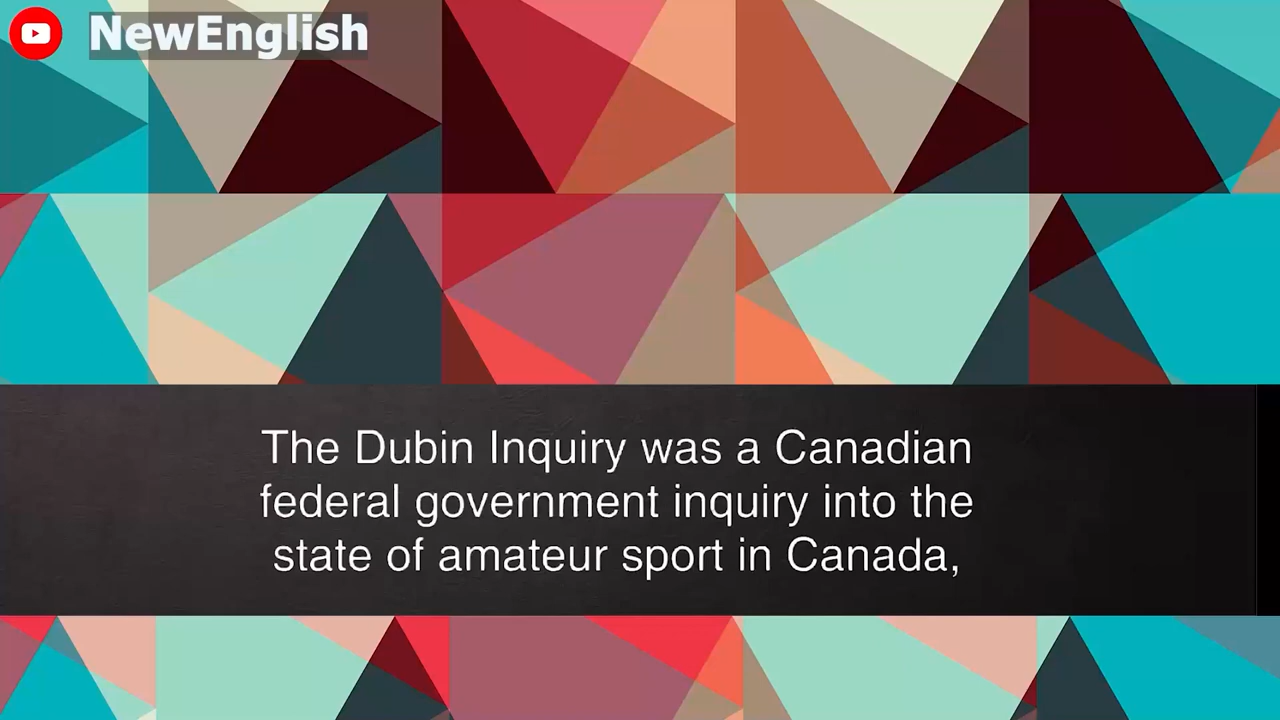 NewEnglish
The Dubin Inquiry was a Canadian
federal government inquiry into the
state of amateur sport in Canada,